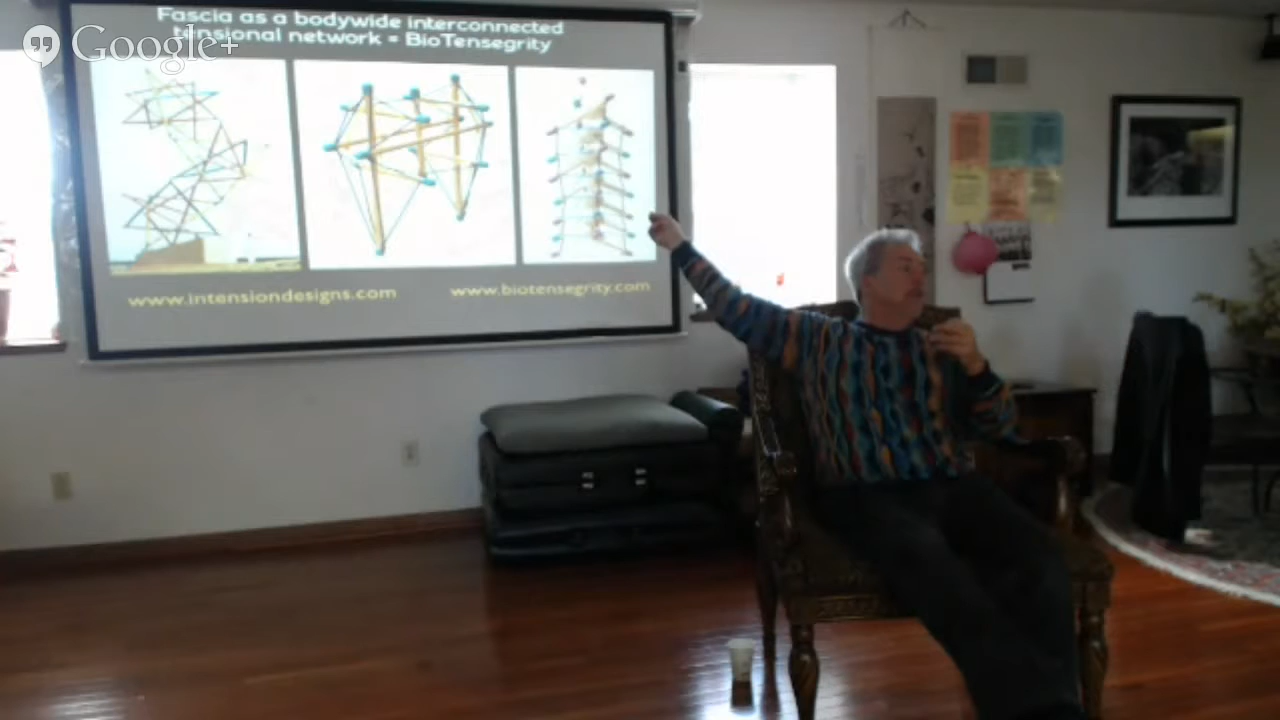 Google+
Fascia as a bodywide interconnected
tensional network = BioTensegrity
www.intensiondesigns.com
www.biotensegrity.com